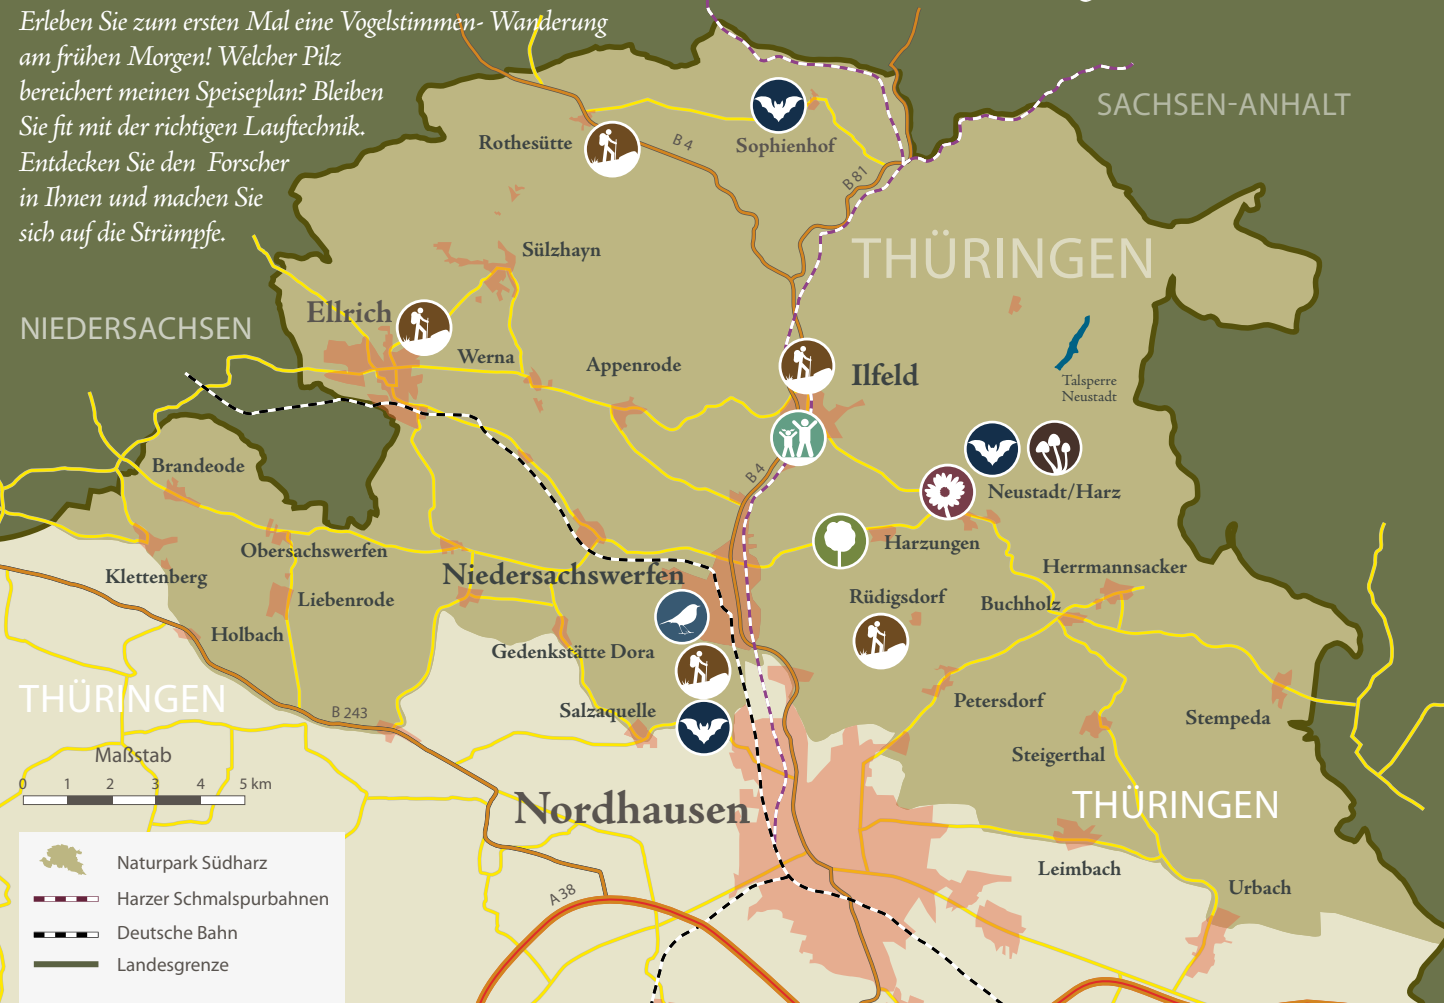 Erleben Sie zum ersten Mal eine Vogelstimmen- Wanderung
am frühen Morgen! Welcher Pilz
bereichert meinen Speiseplan? Bleiben
Sie fit mit der richtigen Lauftechnik.
Entdecken Sie den Forscher
in Ihnen und machen Sie
sich auf die Strümpfe.
SACHSEN-ANHALT
Rothesütte
B 4
Sophienhof
B 81
Sülzhayn
THÜRINGEN
NIEDERSACHSEN
Ellrich
Werna
Appenrode
Ilfeld
Talsperre
Neustadt
Brandeode
B 4
Neustadt/Harz
Obersachswerfen
Harzungen
Klettenberg
Niedersachswerfen
Herrmannsacker
Liebenrode
Rüdigsdorf
Buchholz
Holbach
Gedenkstätte Dora
THÜRINGEN
B 243
Salzaquelle
Petersdorf
Stempeda
Maßstab
Steigerthal
0 1 2 3 4 5 km
Nordhausen
THÜRINGEN
Naturpark Südharz
Leimbach
Urbach
A 38
Harzer Schmalspurbahnen
Deutsche Bahn
Landesgrenze